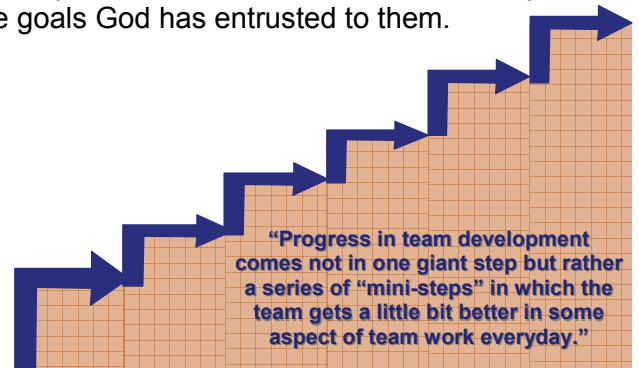 e goals God has entrusted to them.
“Progress in team development
comes not in one giant step but rather
a series of “mini-steps” in which the
team gets a little bit better in some
aspect of team work everyday.”